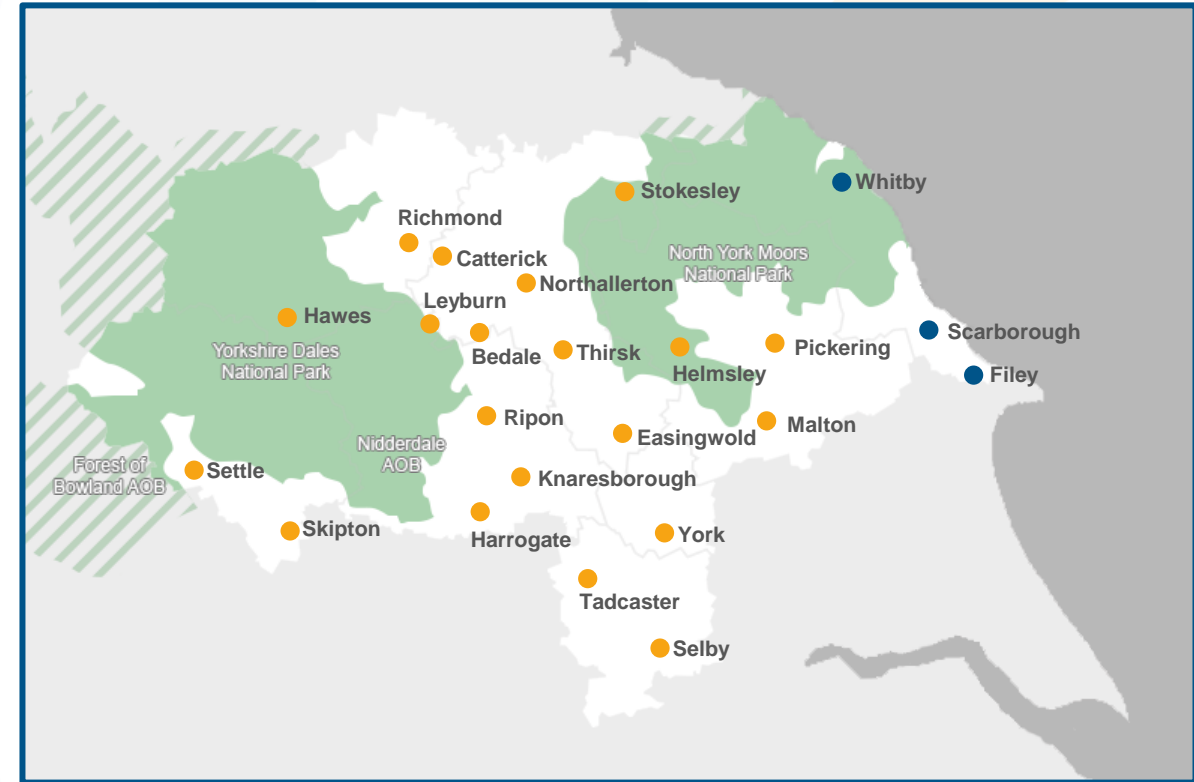 Whitby
Stokesley
Richmond
North York Moors
National Park
Catterick
Northallerton
Leyburn
Hawes
Scarborough
Yorkshire Dales
National Park
Bedale
Thirsk
Pickering
Helmsley
Filey
Ripon
Malton
Easingwold
Nidderdale
AOB
Forest of
Bowland AOB
Settle
Knaresborough
Skipton
Harrogate
York
Tadcaster
Selby